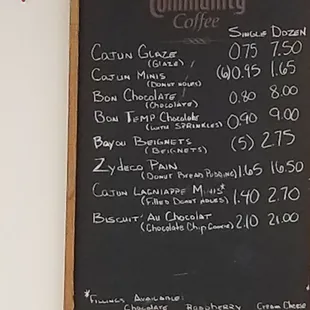 Community
Coffee
SINGLE DOZEN
CAJUN GLAZE 0.75 7.50
(GLAZE)
CAJUN MINIS (6) 0.95 1.65
(DONUT HOLES)
BON CHOCOLATE 0.80 8.00
(CHOCOLATE)
BON TEMP CHOCOLATE 0.90 9.00
(WITH SPRINKLES)
BAYOU BEIGNETS (5) 2.75
(BEIGNETS)
ZYDECO PAIN 1.65 16.50
(DONUT BREAD PUDDING)
CAJUN LAGNIAPPE MINIS* 1.40 2.70
(FILLED DONUT HOLES)
BISCUIT AU CHOCOLAT 2.10 21.00
(CHOCOLATE CHIP COOKIE)
*FILLINGS AVAILABLE:
CHOCOLATE RASPBERRY CREAM CHEESE